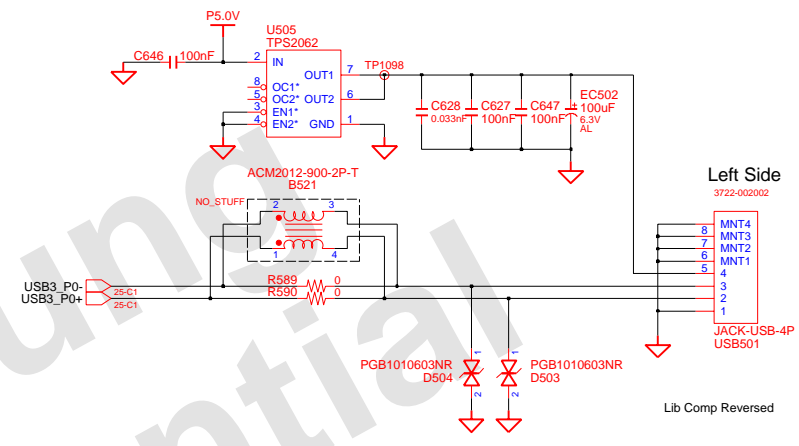 P5.0V
U505
TPS2062
C646 100nF
2 IN
OUT1 7
TP1098
8 OC1*
5 OC2* OUT2 6
3 EN1*
4 EN2* GND 1
C628
0.033nF
C627
100nF
C647
100nF
EC502
100uF
6.3V
AL
ACM2012-900-2P-T
B521
NO_STUFF
2 3
1 4
Left Side
3722-002002
MNT4
8 MNT3
7 MNT2
6 MNT1
5 4
3
2
1
JACK-USB-4P
USB501
USB3_P0-
25-C1
USB3_P0+
25-C1
R589 0
R590 0
PGB1010603NR
D504
1
2
PGB1010603NR
D503
1
2
Lib Comp Reversed
ung
ential